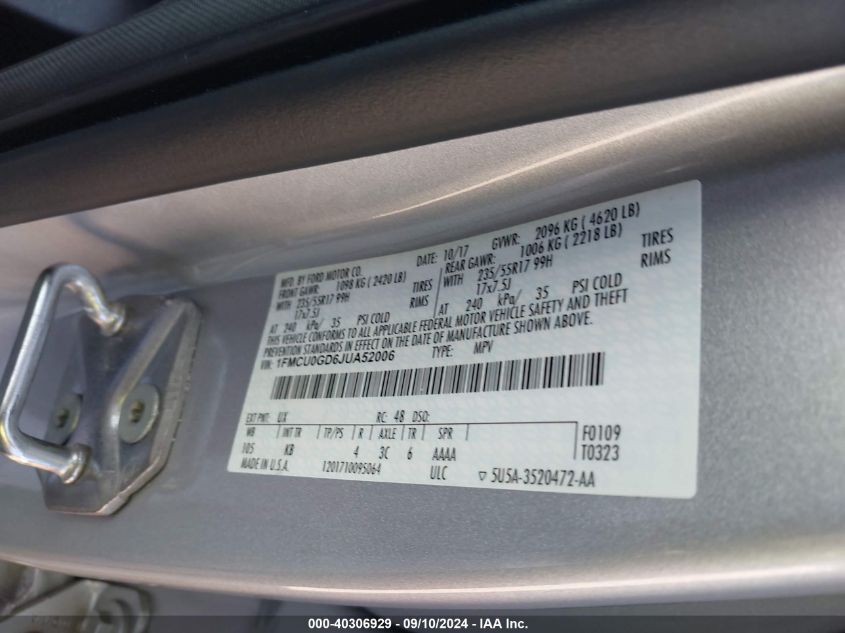 MFD. BY FORD MOTOR CO.
DATE: 10/17 GVWR: 2096 KG ( 4620 LB)
FRONT GAWR: 1098 KG ( 2420 LB) REAR GAWR: 1006 KG ( 2218 LB)
WITH 235/55R17 99H TIRES WITH 235/55R17 99H TIRES
17x7.5J RIMS 17x7.5J RIMS
AT 240 kPa/ 35 PSI COLD AT 240 kPa/ 35 PSI COLD
THIS VEHICLE CONFORMS TO ALL APPLICABLE FEDERAL MOTOR VEHICLE SAFETY AND THEFT
PREVENTION STANDARDS IN EFFECT ON THE DATE OF MANUFACTURE SHOWN ABOVE.
VIN: 1FMCU0GD6JUA52006 TYPE: MPV
EXT PNT: UX RC: 48 DSO:
WB INT TR TP/PS R AXLE TR SPR F0109
105 KB 4 3C 6 AAAA T0323
MADE IN U.S.A. 1201710095064 ULC ▽ 5U5A-3520472-AA
000-40306929 - 09/10/2024 - IAA Inc.